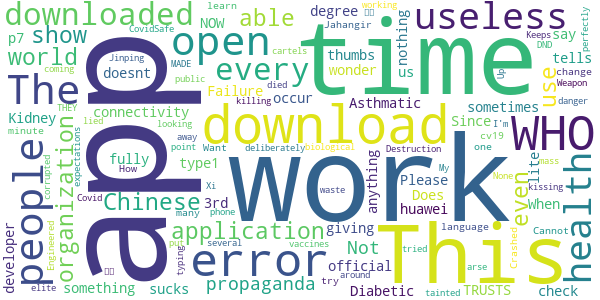 downloaded
able
degree
learn
Jahangir
open
useless
CovidSafe
NOW
show
thumbs
nothing
say
p7
world
Jinping
cartels
working
perfectly
MADE
doesnt
us
Keeps
DND
The
app
every
time
wonder
Up
tells
change
Weapon
Failure
occur
public
killing
died
Asthmatic
use
danger
connectivity
coming
THEY
Kidney
download
sometimes
WHO
minute
lied
looking
Since
cv19
I'm
organization
expectations
away
deliberately
biological
point
Want
people
fully
type1
anything
Destruction
My
one
mass
How
work
Please
even
lite
None
health
corrupted
Covid
Xi
waste
kissing
Chinese
3rd
Does
When
Engineered
many
phone
huawei
language
Crashed
Cannot
developer
application
put
several
vaccines
Not
giving
This
typing
official
tried
arse
error
try
around
elite
something
sucks
propaganda
Diabetic
tainted
TRUSTS
check